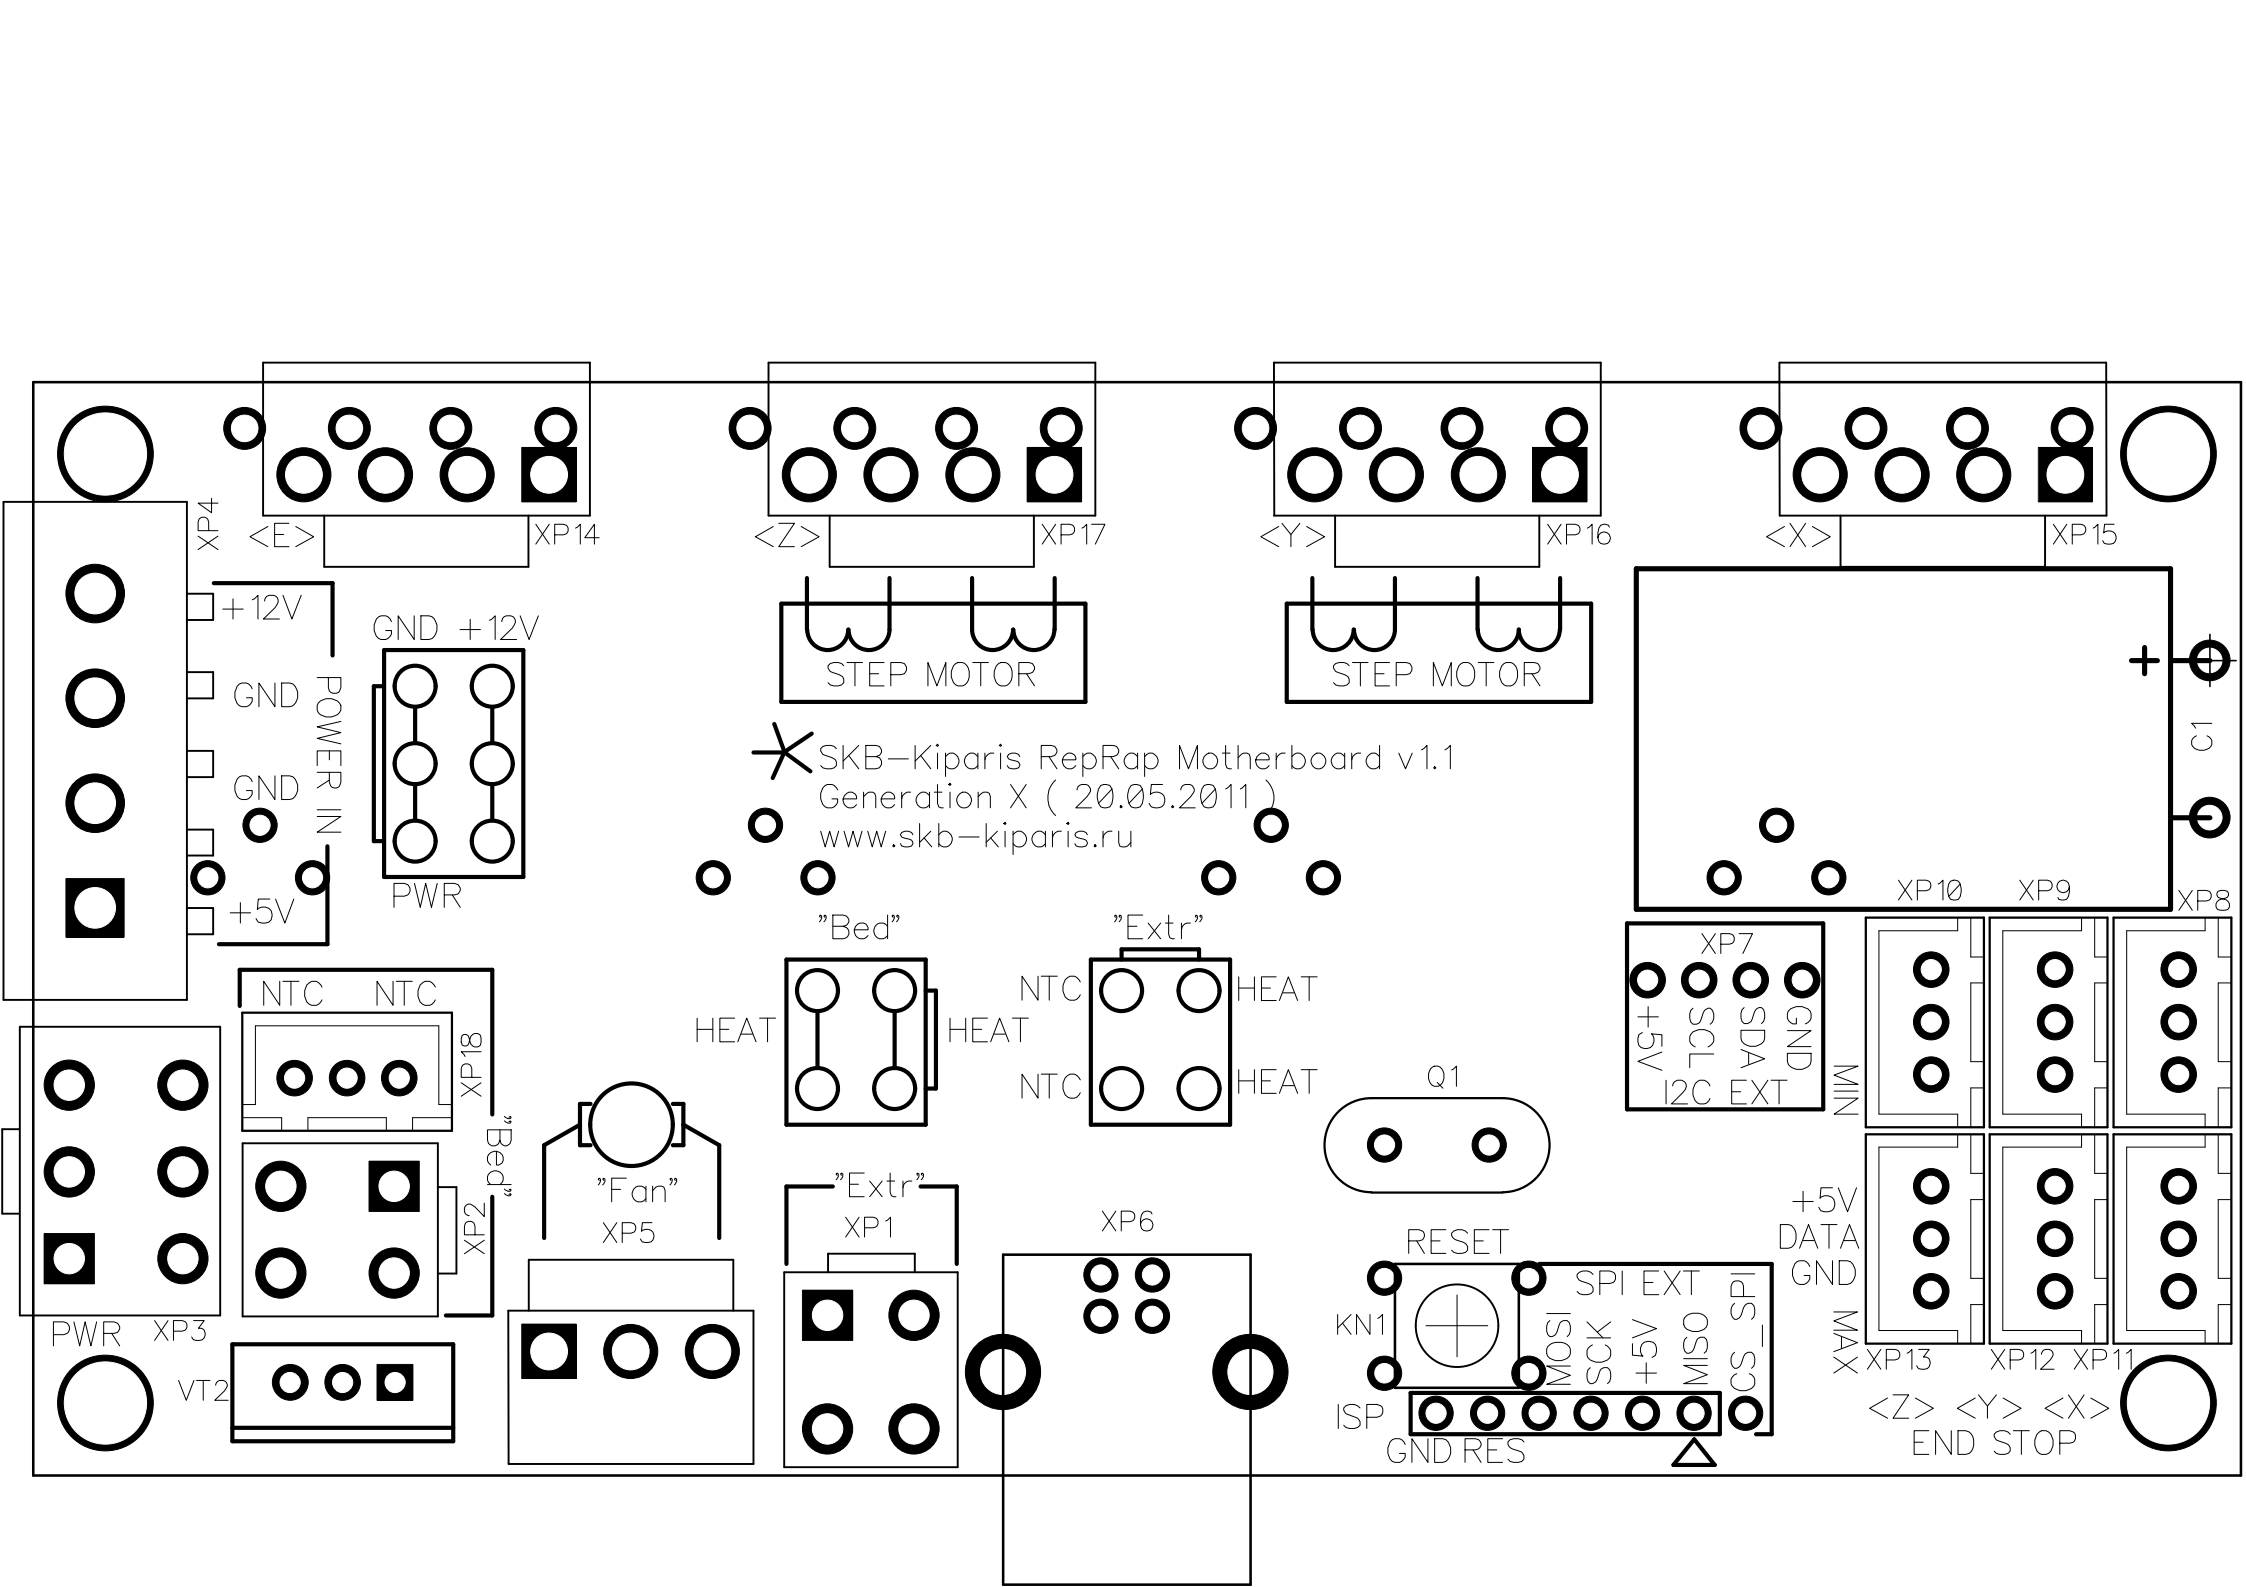 XP4
<E>
XP14
<Z>
XP17
<Y>
XP16
<X>
XP15
+12V
GND
GND
+5V
POWER IN
GND +12V
PWR
STEP MOTOR
STEP MOTOR
C1
SKB-Kiparis RepRap Motherboard v1.1
Generation X ( 20.05.2011 )
www.skb-kiparis.ru
"Bed"
HEAT
HEAT
"Extr"
NTC
HEAT
NTC
HEAT
XP10
XP9
XP8
XP7
+5V
SCL
SDA
GND
I2C EXT
MIN
NTC
NTC
XP18
"Bed"
XP2
"Fan"
XP5
"Extr"
XP1
XP6
Q1
RESET
KN1
SPI EXT
MOSI
SCK
+5V
MISO
CS_SPI
ISP
GND RES
+5V
DATA
GND
MAX
XP13
XP12
XP11
<Z> <Y> <X>
END STOP
PWR
XP3
VT2